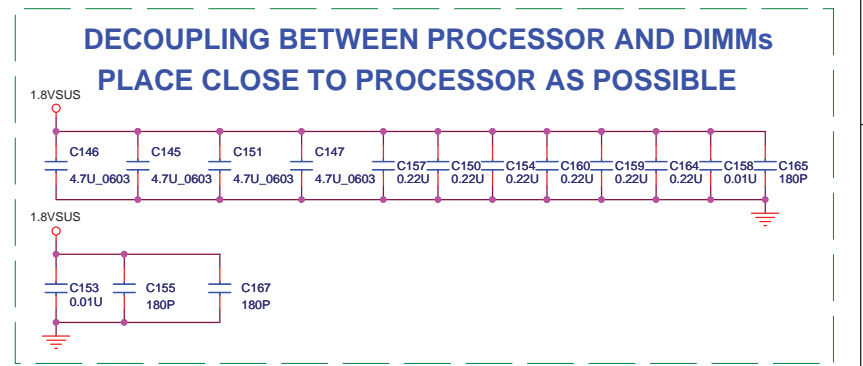 DECOUPLING BETWEEN PROCESSOR AND DIMMs
PLACE CLOSE TO PROCESSOR AS POSSIBLE
1.8VSUS
C146 C145 C151 C147 C157 C150 C154 C160 C159 C164 C158 C165
4.7U_0603 4.7U_0603 4.7U_0603 4.7U_0603 0.22U 0.22U 0.22U 0.22U 0.22U 0.22U 0.01U 180P
1.8VSUS
C153 C155 C167
0.01U 180P 180P